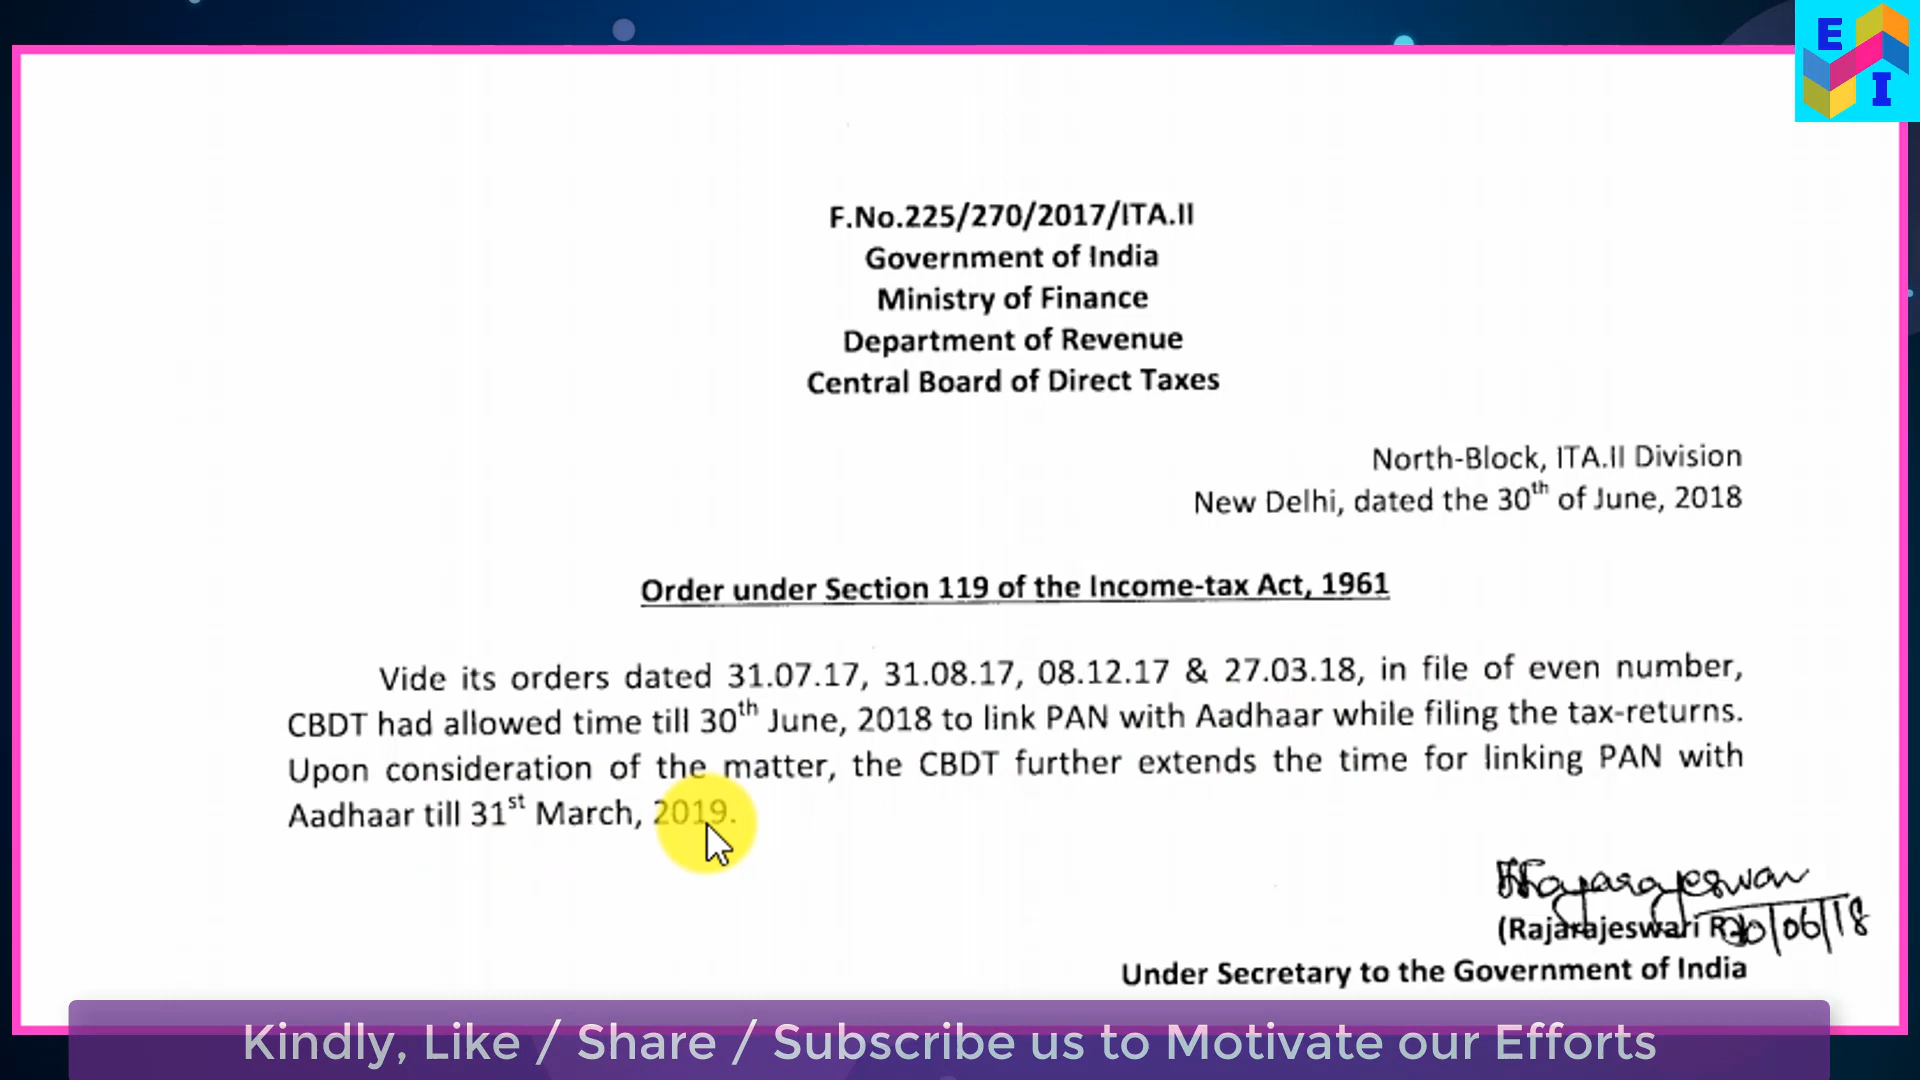 E
I
F.No.225/270/2017/ITA.II
Government of India
Ministry of Finance
Department of Revenue
Central Board of Direct Taxes
North-Block, ITA.II Division
New Delhi, dated the 30th of June, 2018
Order under Section 119 of the Income-tax Act, 1961
Vide its orders dated 31.07.17, 31.08.17, 08.12.17 & 27.03.18, in file of even number,
CBDT had allowed time till 30th June, 2018 to link PAN with Aadhaar while filing the tax-returns.
Upon consideration of the matter, the CBDT further extends the time for linking PAN with
Aadhaar till 31st March, 2019.
Rajarajeswari
(Rajarajeswari R.) 30/06/18
Under Secretary to the Government of India
Kindly, Like / Share / Subscribe us to Motivate our Efforts